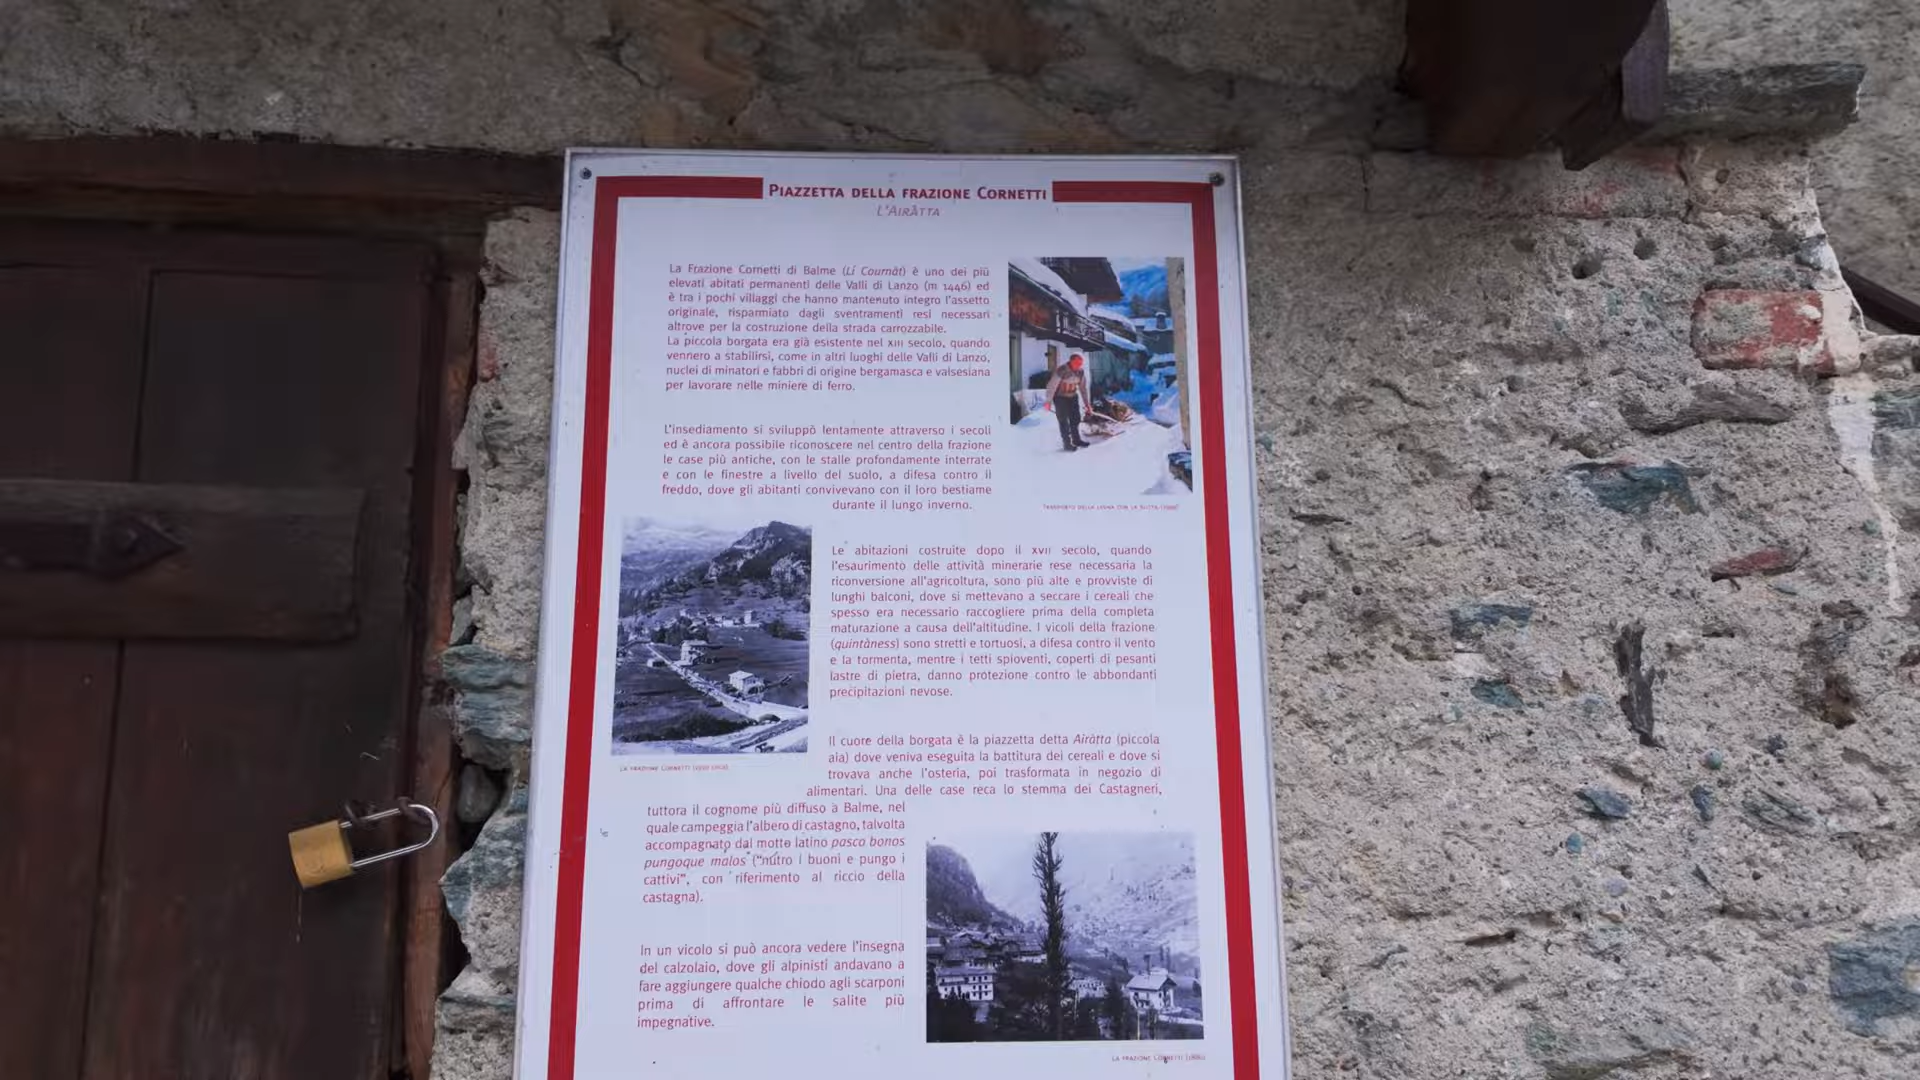 PIAZZETTA DELLA FRAZIONE CORNETTI
L'AIRÀTTA
La Frazione Cornetti di Balme (Lí Cournàt) è uno dei più
elevati abitati permanenti delle Valli di Lanzo (m 1446) ed
è tra i pochi villaggi che hanno mantenuto integro l'assetto
originale, risparmiato dagli sventramenti resi necessari
altrove per la costruzione della strada carrozzabile.
La piccola borgata era già esistente nel XIII secolo, quando
vennero a stabilirsi, come in altri luoghi delle Valli di Lanzo,
nuclei di minatori e fabbri di origine bergamasca e valsesiana
per lavorare nelle miniere di ferro.
L'insediamento si sviluppò lentamente attraverso i secoli
ed è ancora possibile riconoscere nel centro della frazione
le case più antiche, con le stalle profondamente interrate
e con le finestre a livello del suolo, a difesa contro il
freddo, dove gli abitanti convivevano con il loro bestiame
durante il lungo inverno.
TRASPORTO DELLA LEGNA CON LA
Le abitazioni costruite dopo il XVII secolo, quando
l'esaurimento delle attività minerarie rese necessaria la
riconversione all'agricoltura, sono più alte e provviste di
lunghi balconi, dove si mettevano a seccare i cereali che
spesso era necessario raccogliere prima della completa
maturazione a causa dell'altitudine. I vicoli della frazione
(quintàness) sono stretti e tortuosi, a difesa contro il vento
e la tormenta, mentre i tetti spioventi, coperti di pesanti
lastre di pietra, danno protezione contro le abbondanti
precipitazioni nevose.
LA FRAZIONE CORNETTI
Il cuore della borgata è la piazzetta detta Airàtta (piccola
aia) dove veniva eseguita la battitura dei cereali e dove si
trovava anche l'osteria, poi trasformata in negozio di
alimentari. Una delle case reca lo stemma dei Castagneri,
tuttora il cognome più diffuso a Balme, nel
quale campeggia l'albero di castagno, talvolta
accompagnato dal motto latino pasco bonos
pungoque malos ("nutro i buoni e pungo i
cattivi", con riferimento al riccio della
castagna).
In un vicolo si può ancora vedere l'insegna
del calzolaio, dove gli alpinisti andavano a
fare aggiungere qualche chiodo agli scarponi
prima di affrontare le salite più
impegnative.
LA FRAZIONE CORNETTI